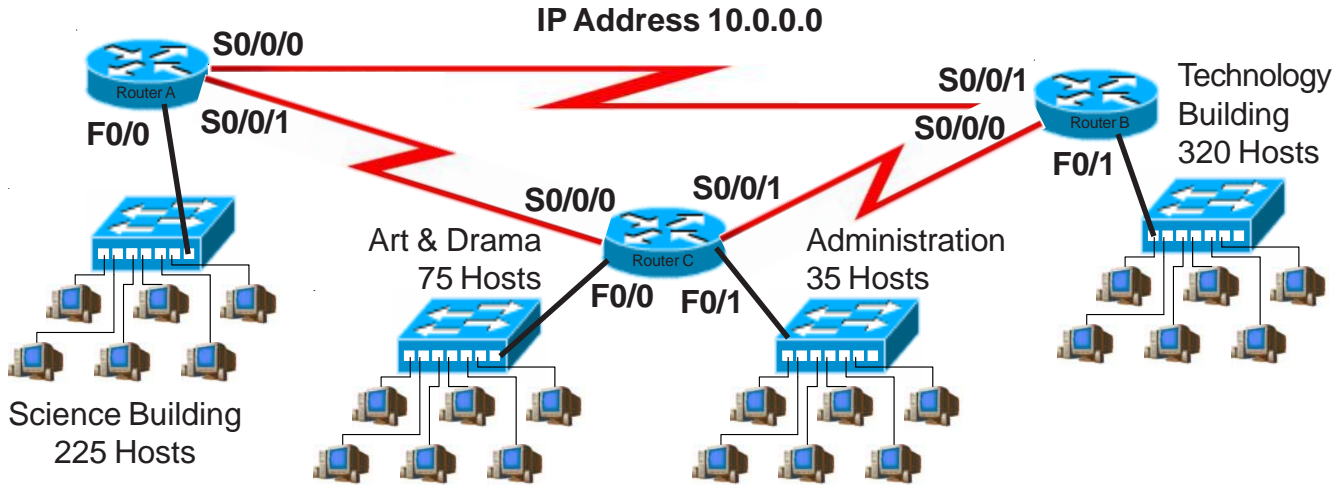 IP Address 10.0.0.0
S0/0/0
Router A
S0/0/1
F0/0
S0/0/1
Router B
S0/0/0
F0/1
Technology
Building
320 Hosts
S0/0/0
S0/0/1
Router C
F0/0
F0/1
Art & Drama
75 Hosts
Administration
35 Hosts
Science Building
225 Hosts